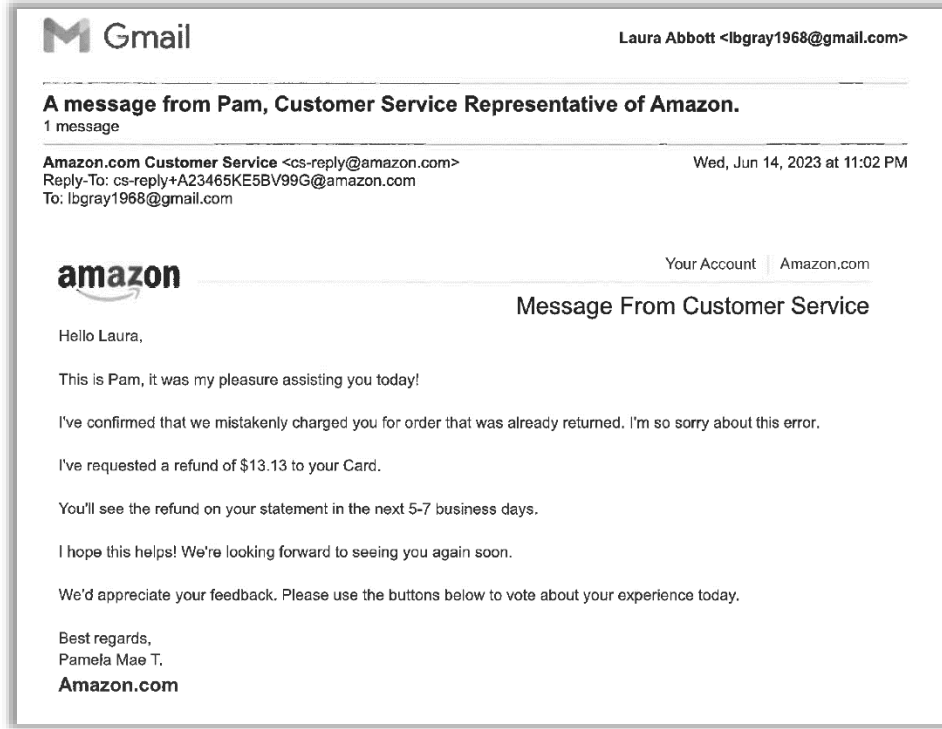 Gmail
Laura Abbott <lbgray1968@gmail.com>
A message from Pam, Customer Service Representative of Amazon.
1 message
Amazon.com Customer Service <cs-reply@amazon.com>
Wed, Jun 14, 2023 at 11:02 PM
Reply-To: cs-reply+A23465KE5BV99G@amazon.com
To: lbgray1968@gmail.com
amazon
Your Account Amazon.com
Message From Customer Service
Hello Laura,
This is Pam, it was my pleasure assisting you today!
I've confirmed that we mistakenly charged you for order that was already returned. I'm so sorry about this error.
I've requested a refund of $13.13 to your Card.
You'll see the refund on your statement in the next 5-7 business days.
I hope this helps! We're looking forward to seeing you again soon.
We'd appreciate your feedback. Please use the buttons below to vote about your experience today.
Best regards,
Pamela Mae T.
Amazon.com